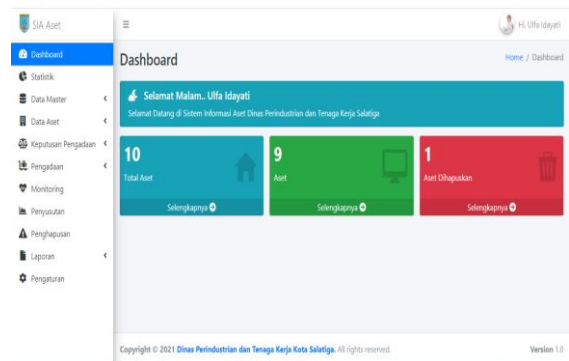 SIA Aset
Hi, Ulfa Idayati
Dashboard
Statistik
Data Master
Data Aset
Keputusan Pengadaan
Pengadaan
Monitoring
Penyusutan
Penghapusan
Laporan
Pengaturan
Dashboard
Home / Dashboard
Selamat Malam.. Ulfa Idayati
Selamat Datang di Sistem Informasi Aset Dinas Perindustrian dan Tenaga Kerja Salatiga
10
Total Aset
Selengkapnya
9
Aset
Selengkapnya
1
Aset Dihapuskan
Selengkapnya
Copyright © 2021 Dinas Perindustrian dan Tenaga Kerja Kota Salatiga. All rights reserved.
Version 1.0